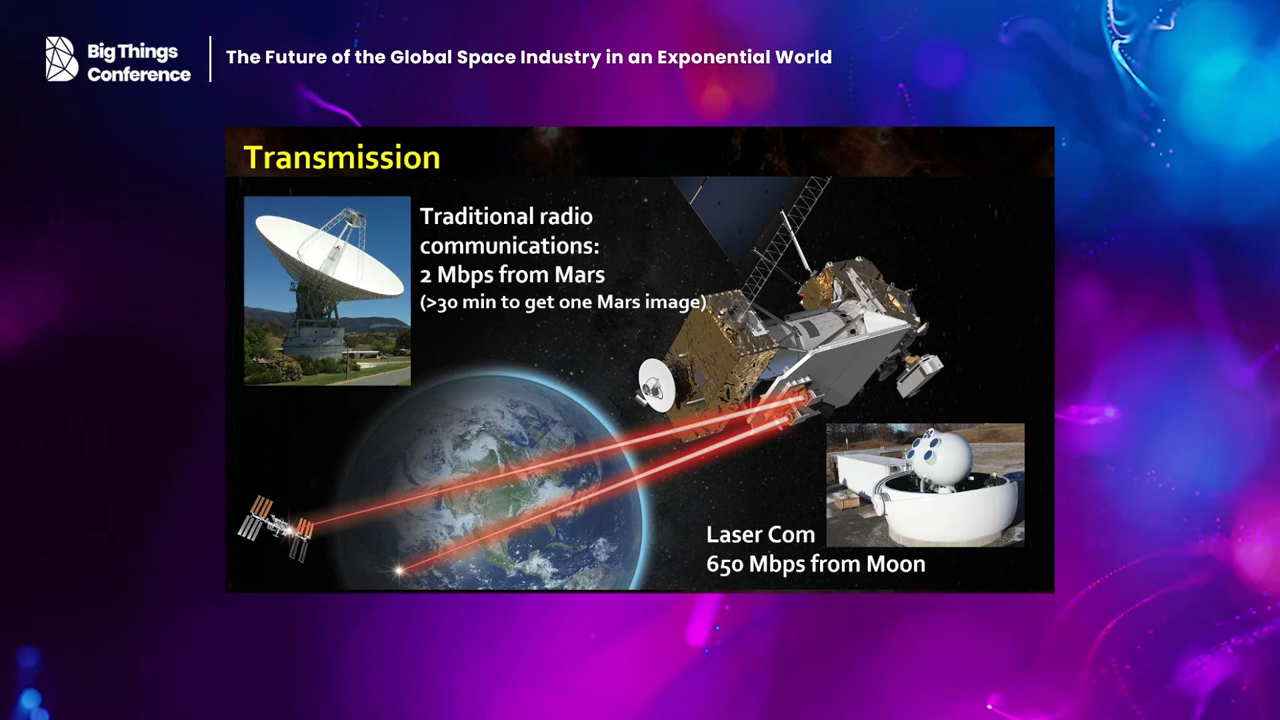 Big Things
Conference
The Future of the Global Space Industry in an Exponential World
Transmission
Traditional radio
communications:
2 Mbps from Mars
(>30 min to get one Mars image)
Laser Com
650 Mbps from Moon